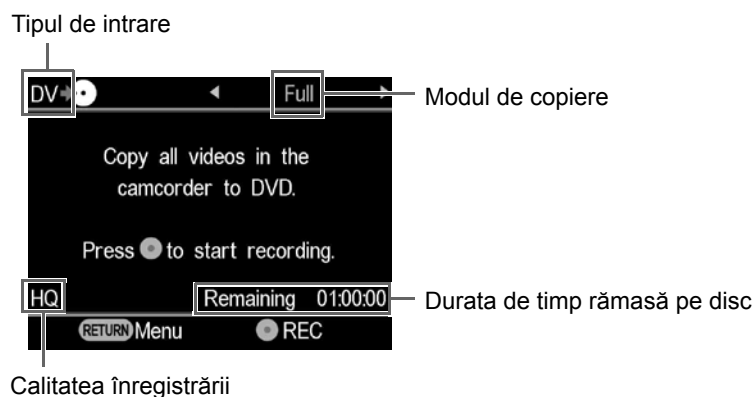 Tipul de intrare
DV
Full
Modul de copiere
Copy all videos in the
camcorder to DVD.
Press to start recording.
HQ
Remaining 01:00:00
Durata de timp rămasă pe disc
RETURN Menu
REC
Calitatea înregistrării